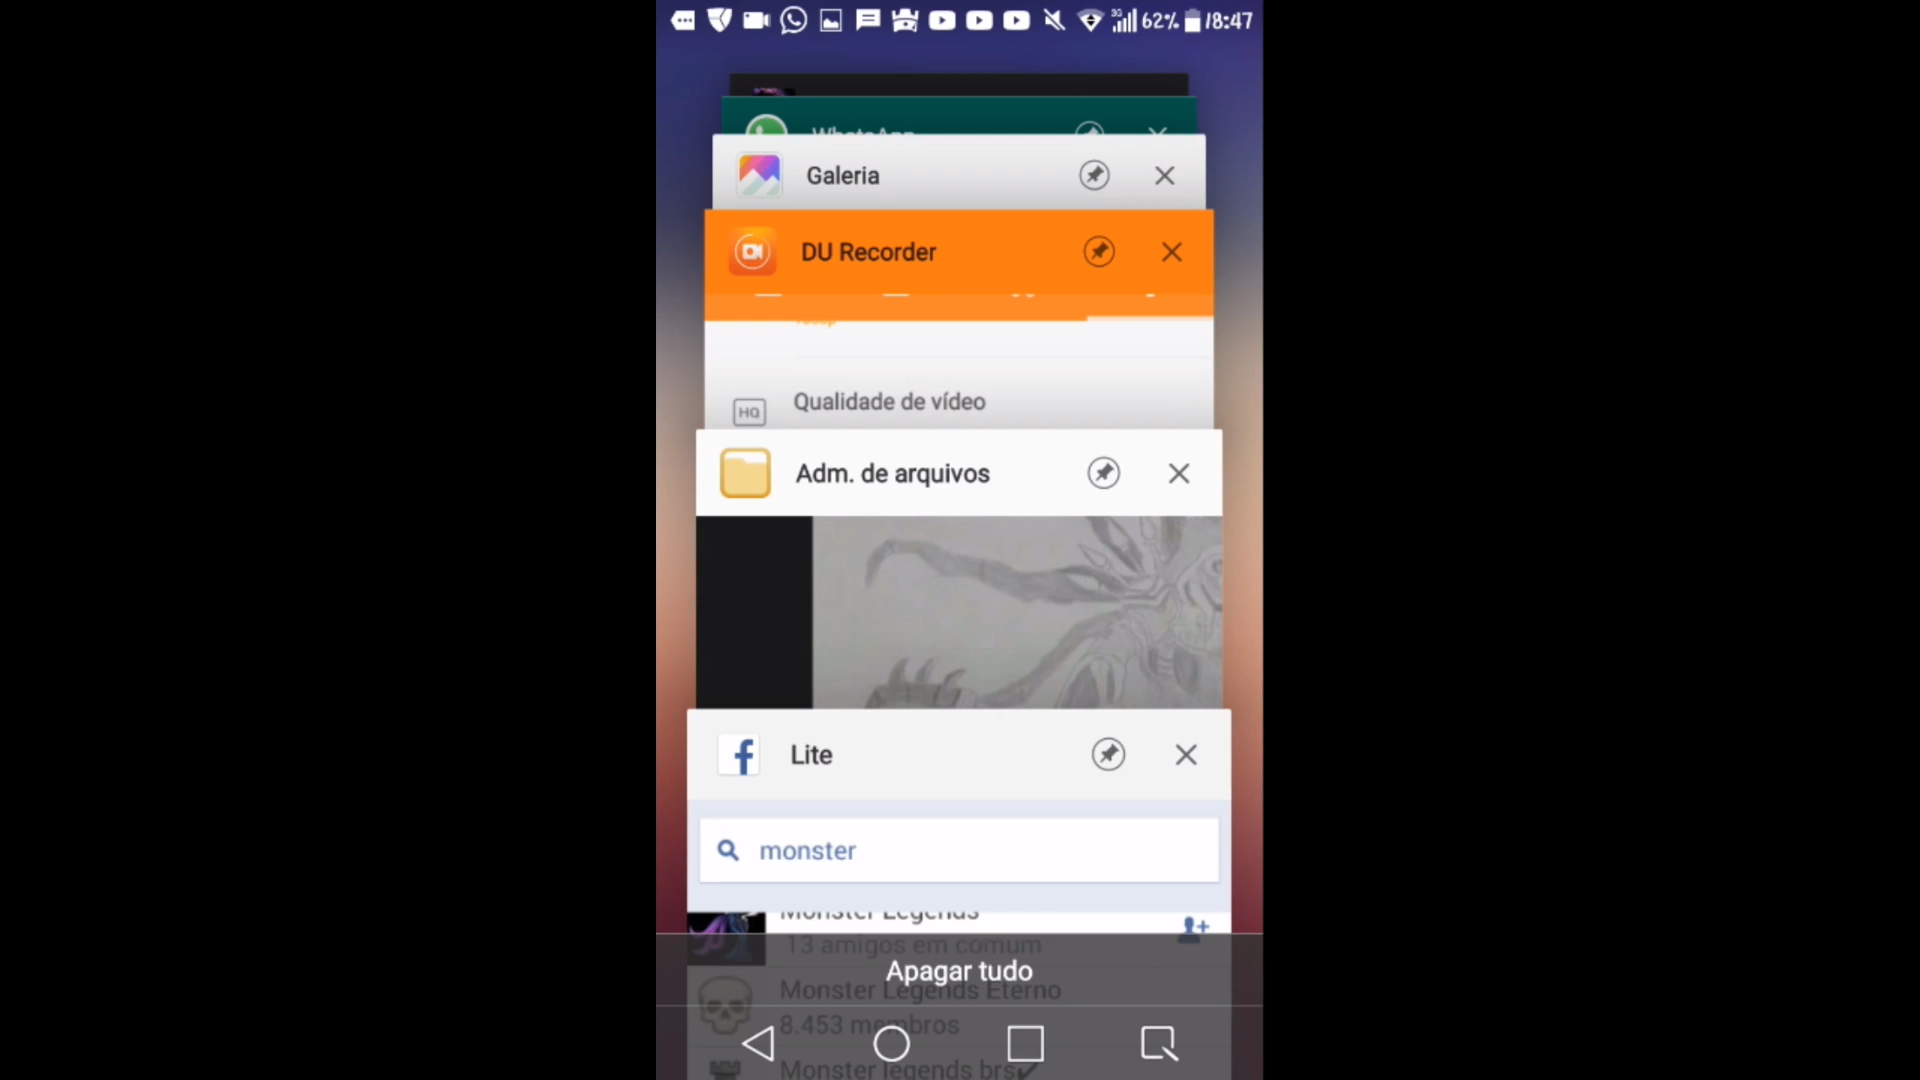 3G 62% 18:47
WhatsApp
Galeria
DU Recorder
Qualidade de vídeo
HQ
Adm. de arquivos
Lite
monster
Monster Legends
13 amigos em comum
Apagar tudo
Monster Legends Eterno
8.453 membros
Monster legends brs✔